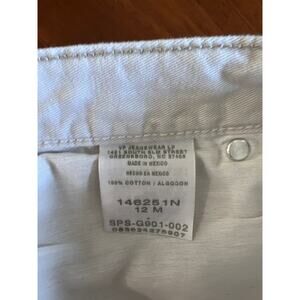 VF JEANSWEAR LP
1421 SOUTH ELM STREET
GREENSBORO, NC 27406
MADE IN MEXICO
HECHO EN MEXICO
100% COTTON / ALGODON
146251N
12 M
SPS-G901-002